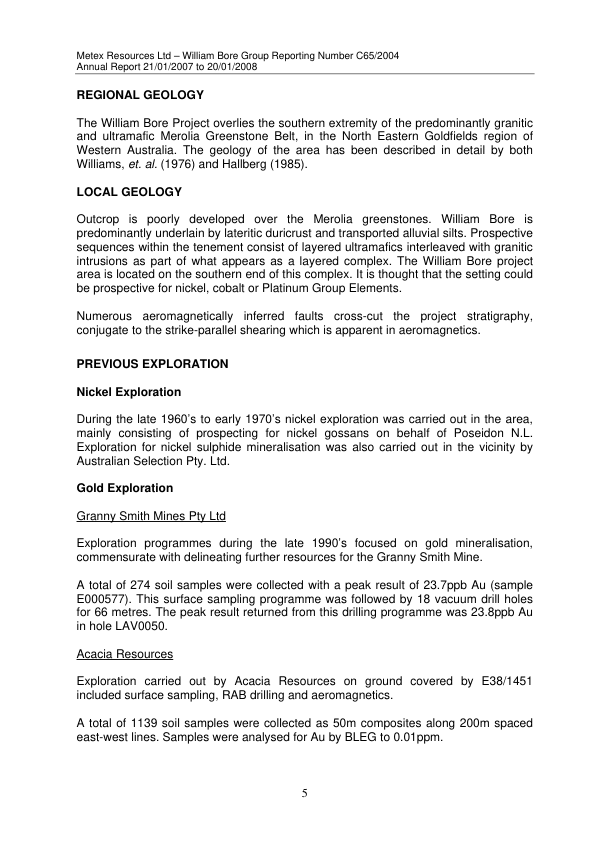 Metex Resources Ltd – William Bore Group Reporting Number C65/2004
Annual Report 21/01/2007 to 20/01/2008
REGIONAL GEOLOGY
The William Bore Project overlies the southern extremity of the predominantly granitic
and ultramafic Merolia Greenstone Belt, in the North Eastern Goldfields region of
Western Australia. The geology of the area has been described in detail by both
Williams, et. al. (1976) and Hallberg (1985).
LOCAL GEOLOGY
Outcrop is poorly developed over the Merolia greenstones. William Bore is
predominantly underlain by lateritic duricrust and transported alluvial silts. Prospective
sequences within the tenement consist of layered ultramafics interleaved with granitic
intrusions as part of what appears as a layered complex. The William Bore project
area is located on the southern end of this complex. It is thought that the setting could
be prospective for nickel, cobalt or Platinum Group Elements.
Numerous aeromagnetically inferred faults cross-cut the project stratigraphy,
conjugate to the strike-parallel shearing which is apparent in aeromagnetics.
PREVIOUS EXPLORATION
Nickel Exploration
During the late 1960's to early 1970's nickel exploration was carried out in the area,
mainly consisting of prospecting for nickel gossans on behalf of Poseidon N.L.
Exploration for nickel sulphide mineralisation was also carried out in the vicinity by
Australian Selection Pty. Ltd.
Gold Exploration
Granny Smith Mines Pty Ltd
Exploration programmes during the late 1990's focused on gold mineralisation,
commensurate with delineating further resources for the Granny Smith Mine.
A total of 274 soil samples were collected with a peak result of 23.7ppb Au (sample
E000577). This surface sampling programme was followed by 18 vacuum drill holes
for 66 metres. The peak result returned from this drilling programme was 23.8ppb Au
in hole LAV0050.
Acacia Resources
Exploration carried out by Acacia Resources on ground covered by E38/1451
included surface sampling, RAB drilling and aeromagnetics.
A total of 1139 soil samples were collected as 50m composites along 200m spaced
east-west lines. Samples were analysed for Au by BLEG to 0.01ppm.
5